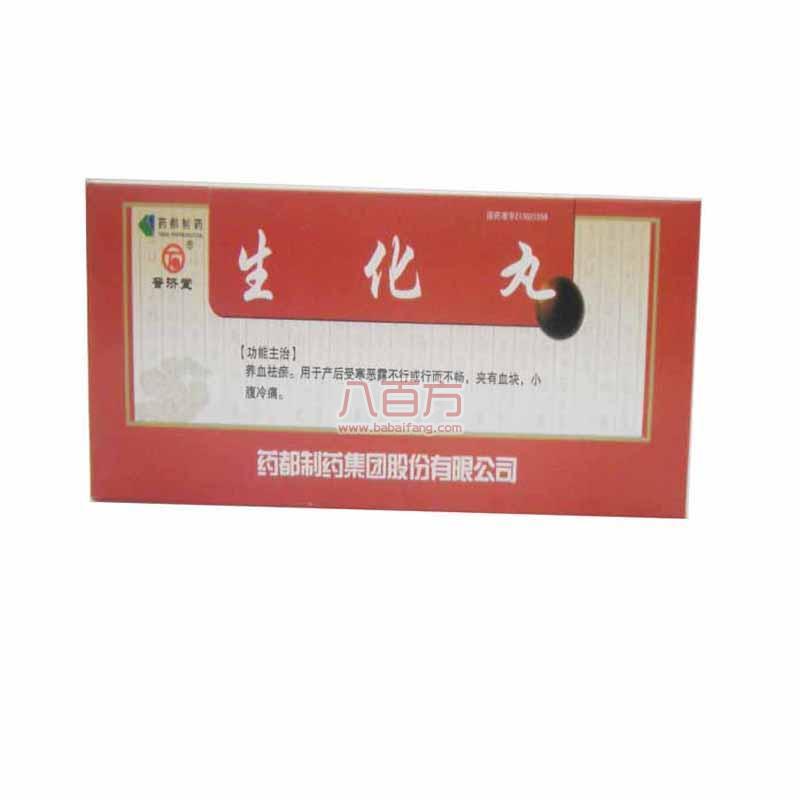 药都制药
普济堂
生化丸
【功能主治】
养血祛瘀。用于产后受寒恶露不行或行而不畅，夹有血块，小
腹冷痛。
八百万
www.babaifang.com
药都制药集团股份有限公司